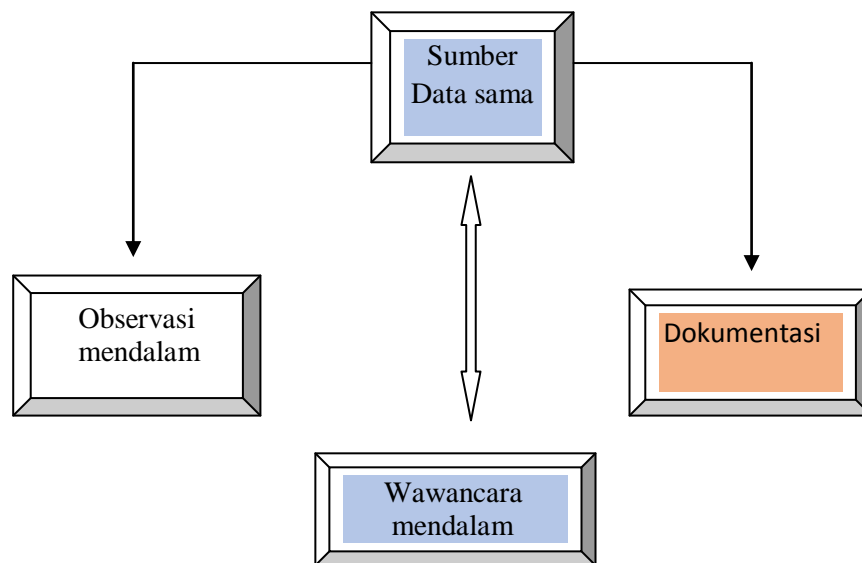 Sumber
Data sama
Observasi
mendalam
Dokumentasi
Wawancara
mendalam